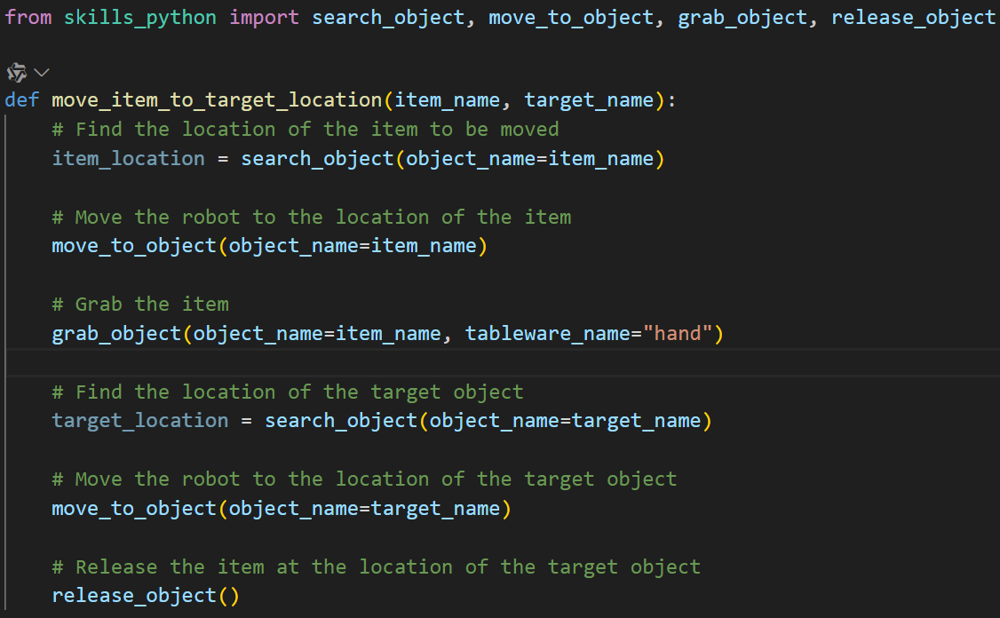 from skills_python import search_object, move_to_object, grab_object, release_object
def move_item_to_target_location(item_name, target_name):
    # Find the location of the item to be moved
    item_location = search_object(object_name=item_name)
    # Move the robot to the location of the item
    move_to_object(object_name=item_name)
    # Grab the item
    grab_object(object_name=item_name, tableware_name="hand")
    # Find the location of the target object
    target_location = search_object(object_name=target_name)
    # Move the robot to the location of the target object
    move_to_object(object_name=target_name)
    # Release the item at the location of the target object
    release_object()